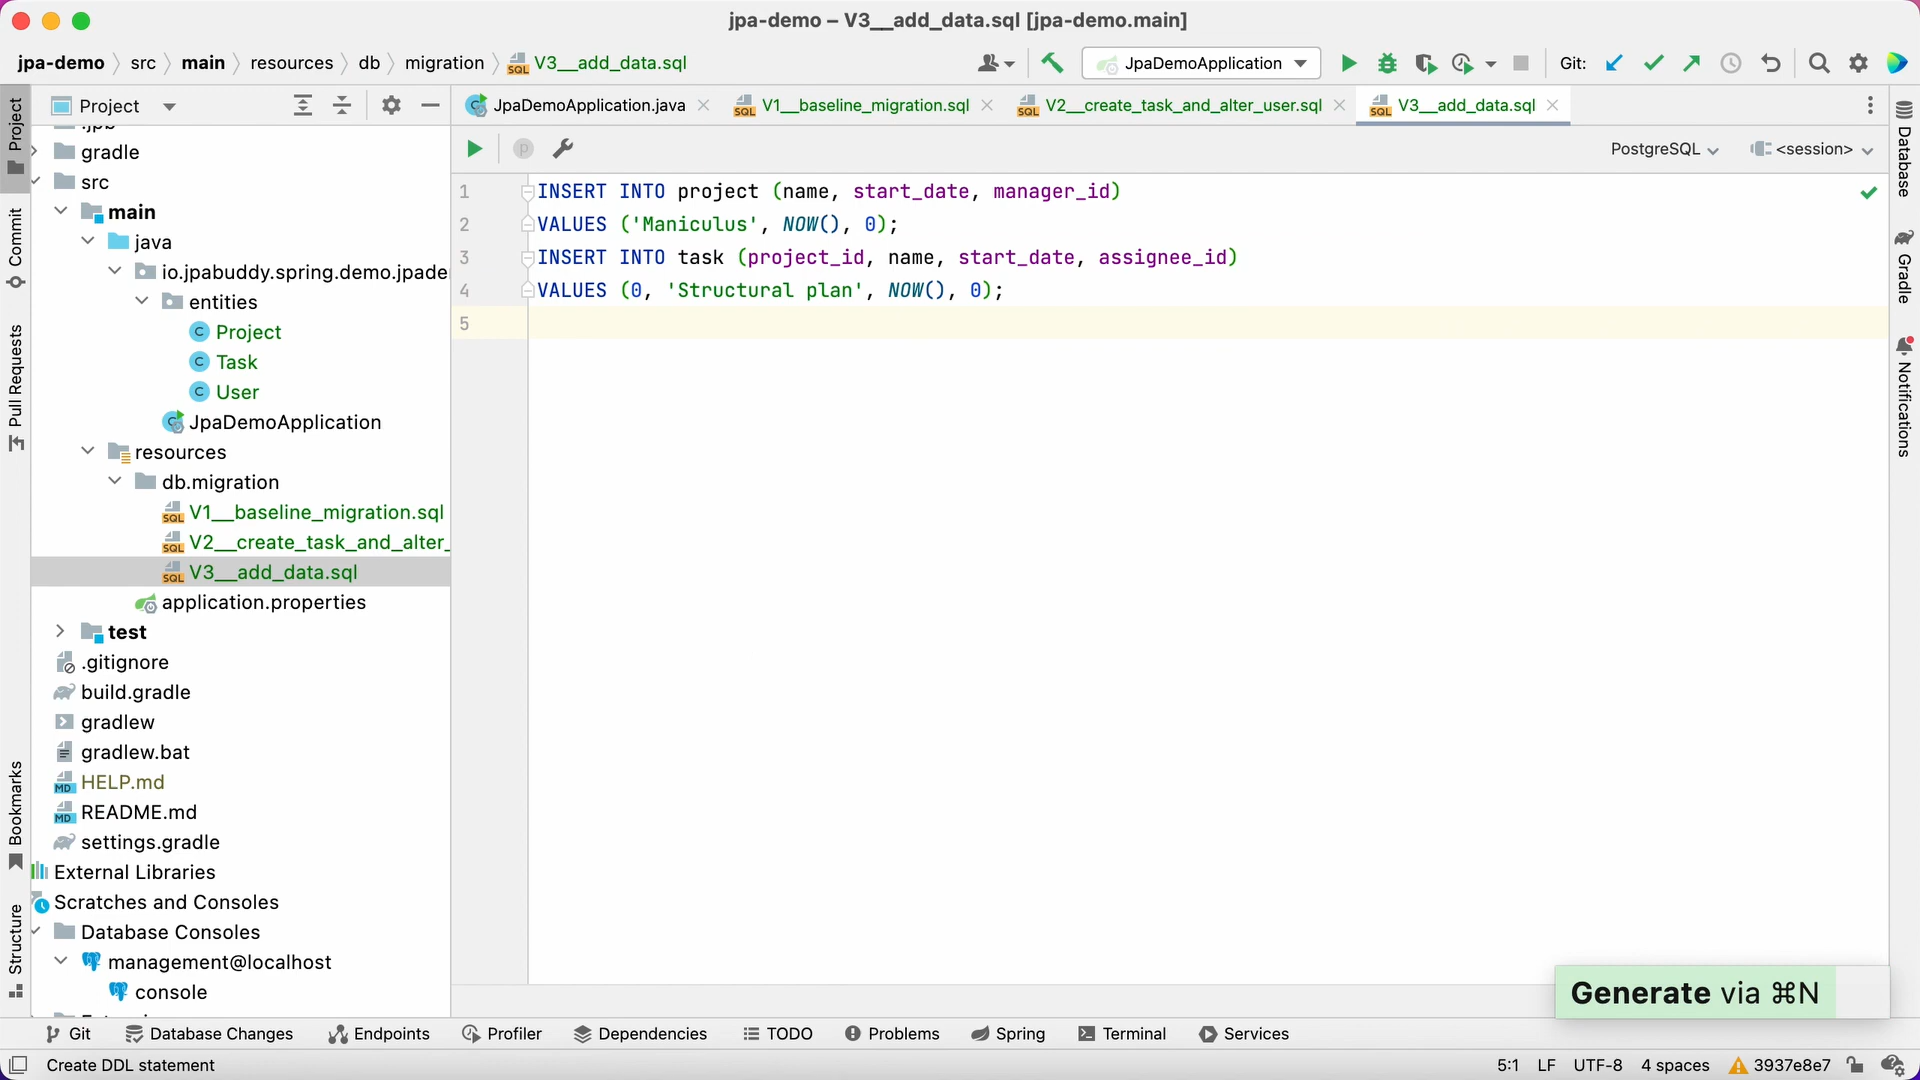 jpa-demo – V3__add_data.sql [jpa-demo.main]
jpa-demo src main resources db migration V3__add_data.sql
JpaDemoApplication
Git:
Project
JpaDemoApplication.java V1__baseline_migration.sql V2__create_task_and_alter_user.sql V3__add_data.sql
PostgreSQL <session>
Project
Commit
Pull Requests
Bookmarks
Structure
gradle
src
main
java
io.jpabuddy.spring.demo.jpade
entities
Project
Task
User
JpaDemoApplication
resources
db.migration
V1__baseline_migration.sql
V2__create_task_and_alter_
V3__add_data.sql
application.properties
test
.gitignore
build.gradle
gradlew
gradlew.bat
HELP.md
README.md
settings.gradle
External Libraries
Scratches and Consoles
Database Consoles
management@localhost
console
1 INSERT INTO project (name, start_date, manager_id)
2 VALUES ('Maniculus', NOW(), 0);
3 INSERT INTO task (project_id, name, start_date, assignee_id)
4 VALUES (0, 'Structural plan', NOW(), 0);
5
Database
Gradle
Notifications
Generate via ⌘N
Git Database Changes Endpoints Profiler Dependencies TODO Problems Spring Terminal Services
Create DDL statement 5:1 LF UTF-8 4 spaces 3937e8e7